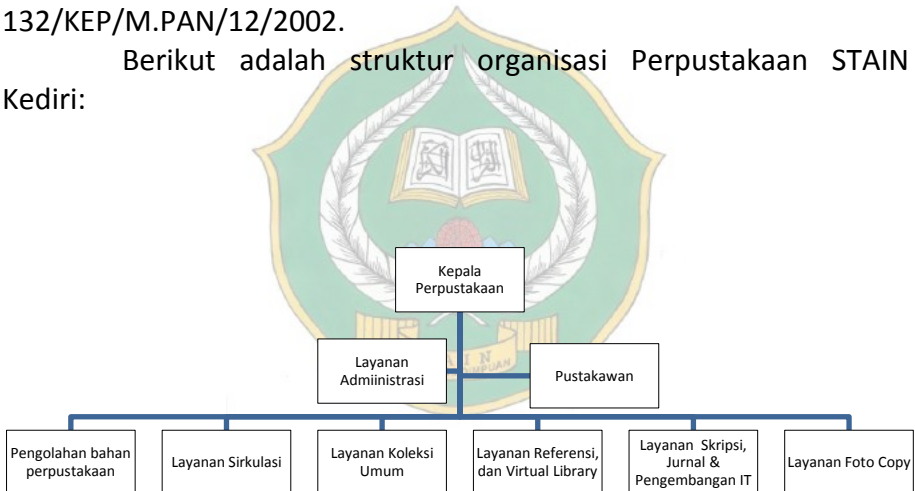 132/KEP/M.PAN/12/2002.
Berikut adalah struktur organisasi Perpustakaan STAIN
Kediri:
Kepala
Perpustakaan
Layanan
Admiinistrasi
Pustakawan
Pengolahan bahan
perpustakaan
Layanan Sirkulasi
Layanan Koleksi
Umum
Layanan Referensi,
dan Virtual Library
Layanan Skripsi,
Jurnal &
Pengembangan IT
Layanan Foto Copy